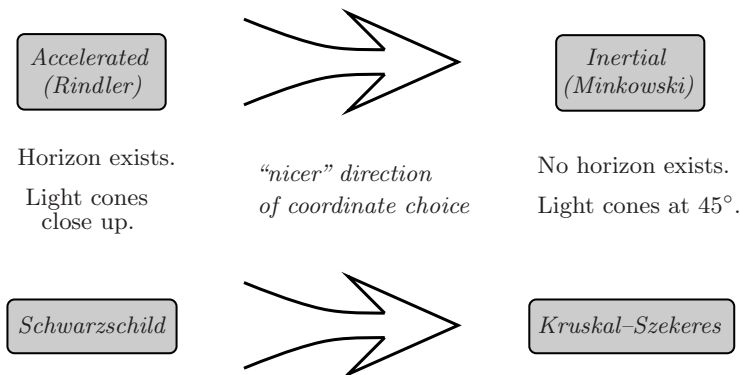 Accelerated
(Rindler)
Inertial
(Minkowski)
Horizon exists.
Light cones
close up.
“nicer” direction
of coordinate choice
No horizon exists.
Light cones at 45°.
Schwarzschild
Kruskal–Szekeres